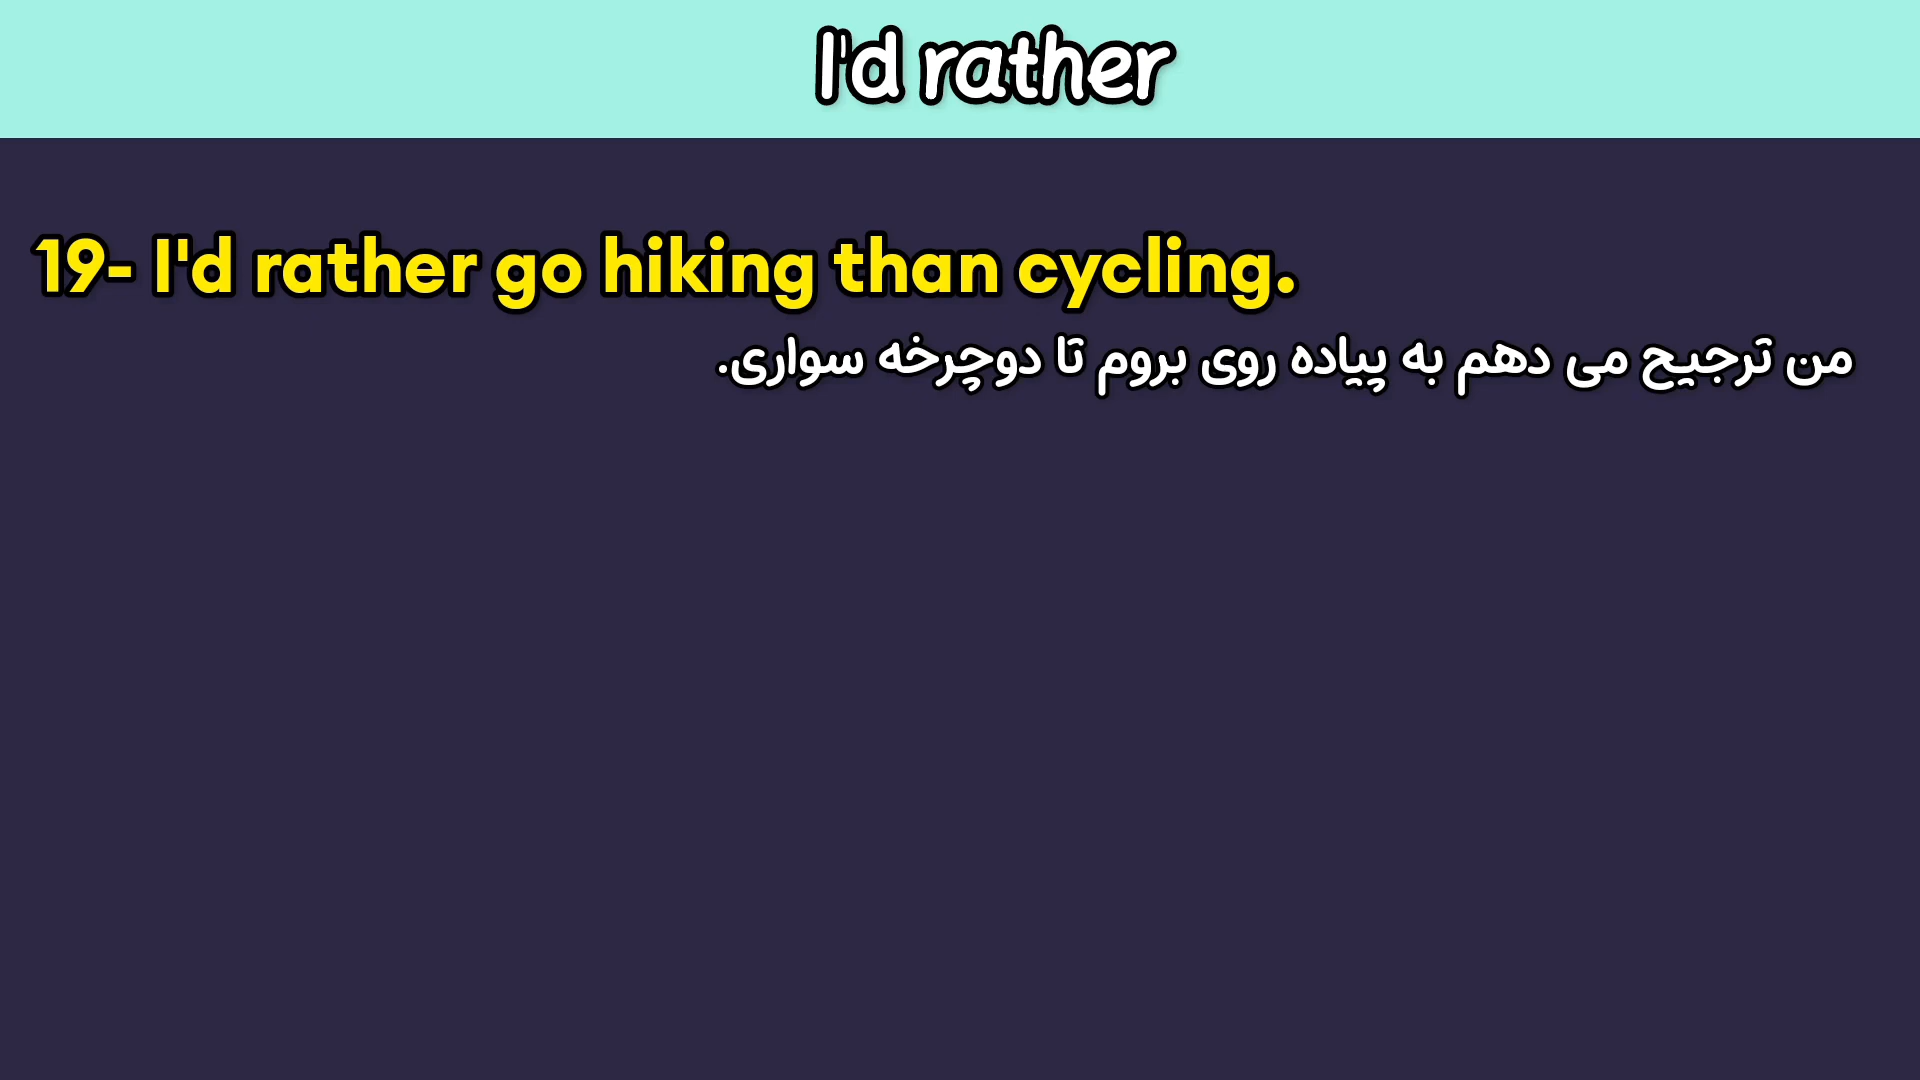 I'd rather
19- I'd rather go hiking than cycling.
من ترجیح می دهم به پیاده روی بروم تا دوچرخه سواری.